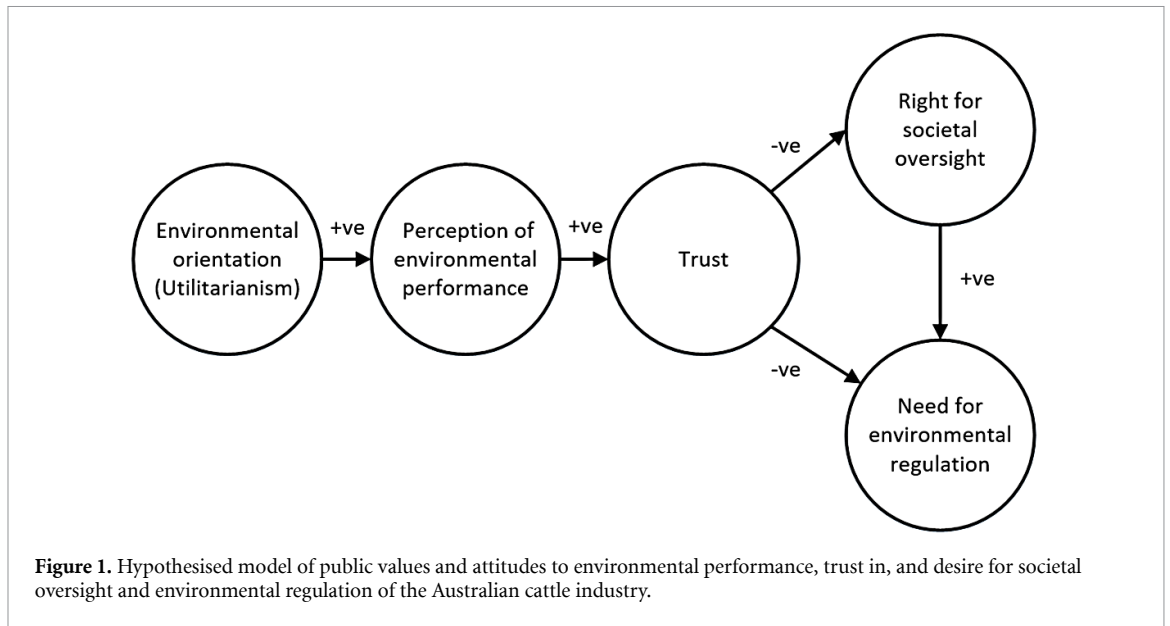 Environmental
orientation
(Utilitarianism)
+ve
Perception of
environmental
performance
+ve
Trust
-ve
Right for
societal
oversight
+ve
-ve
Need for
environmental
regulation
Figure 1. Hypothesised model of public values and attitudes to environmental performance, trust in, and desire for societal
oversight and environmental regulation of the Australian cattle industry.